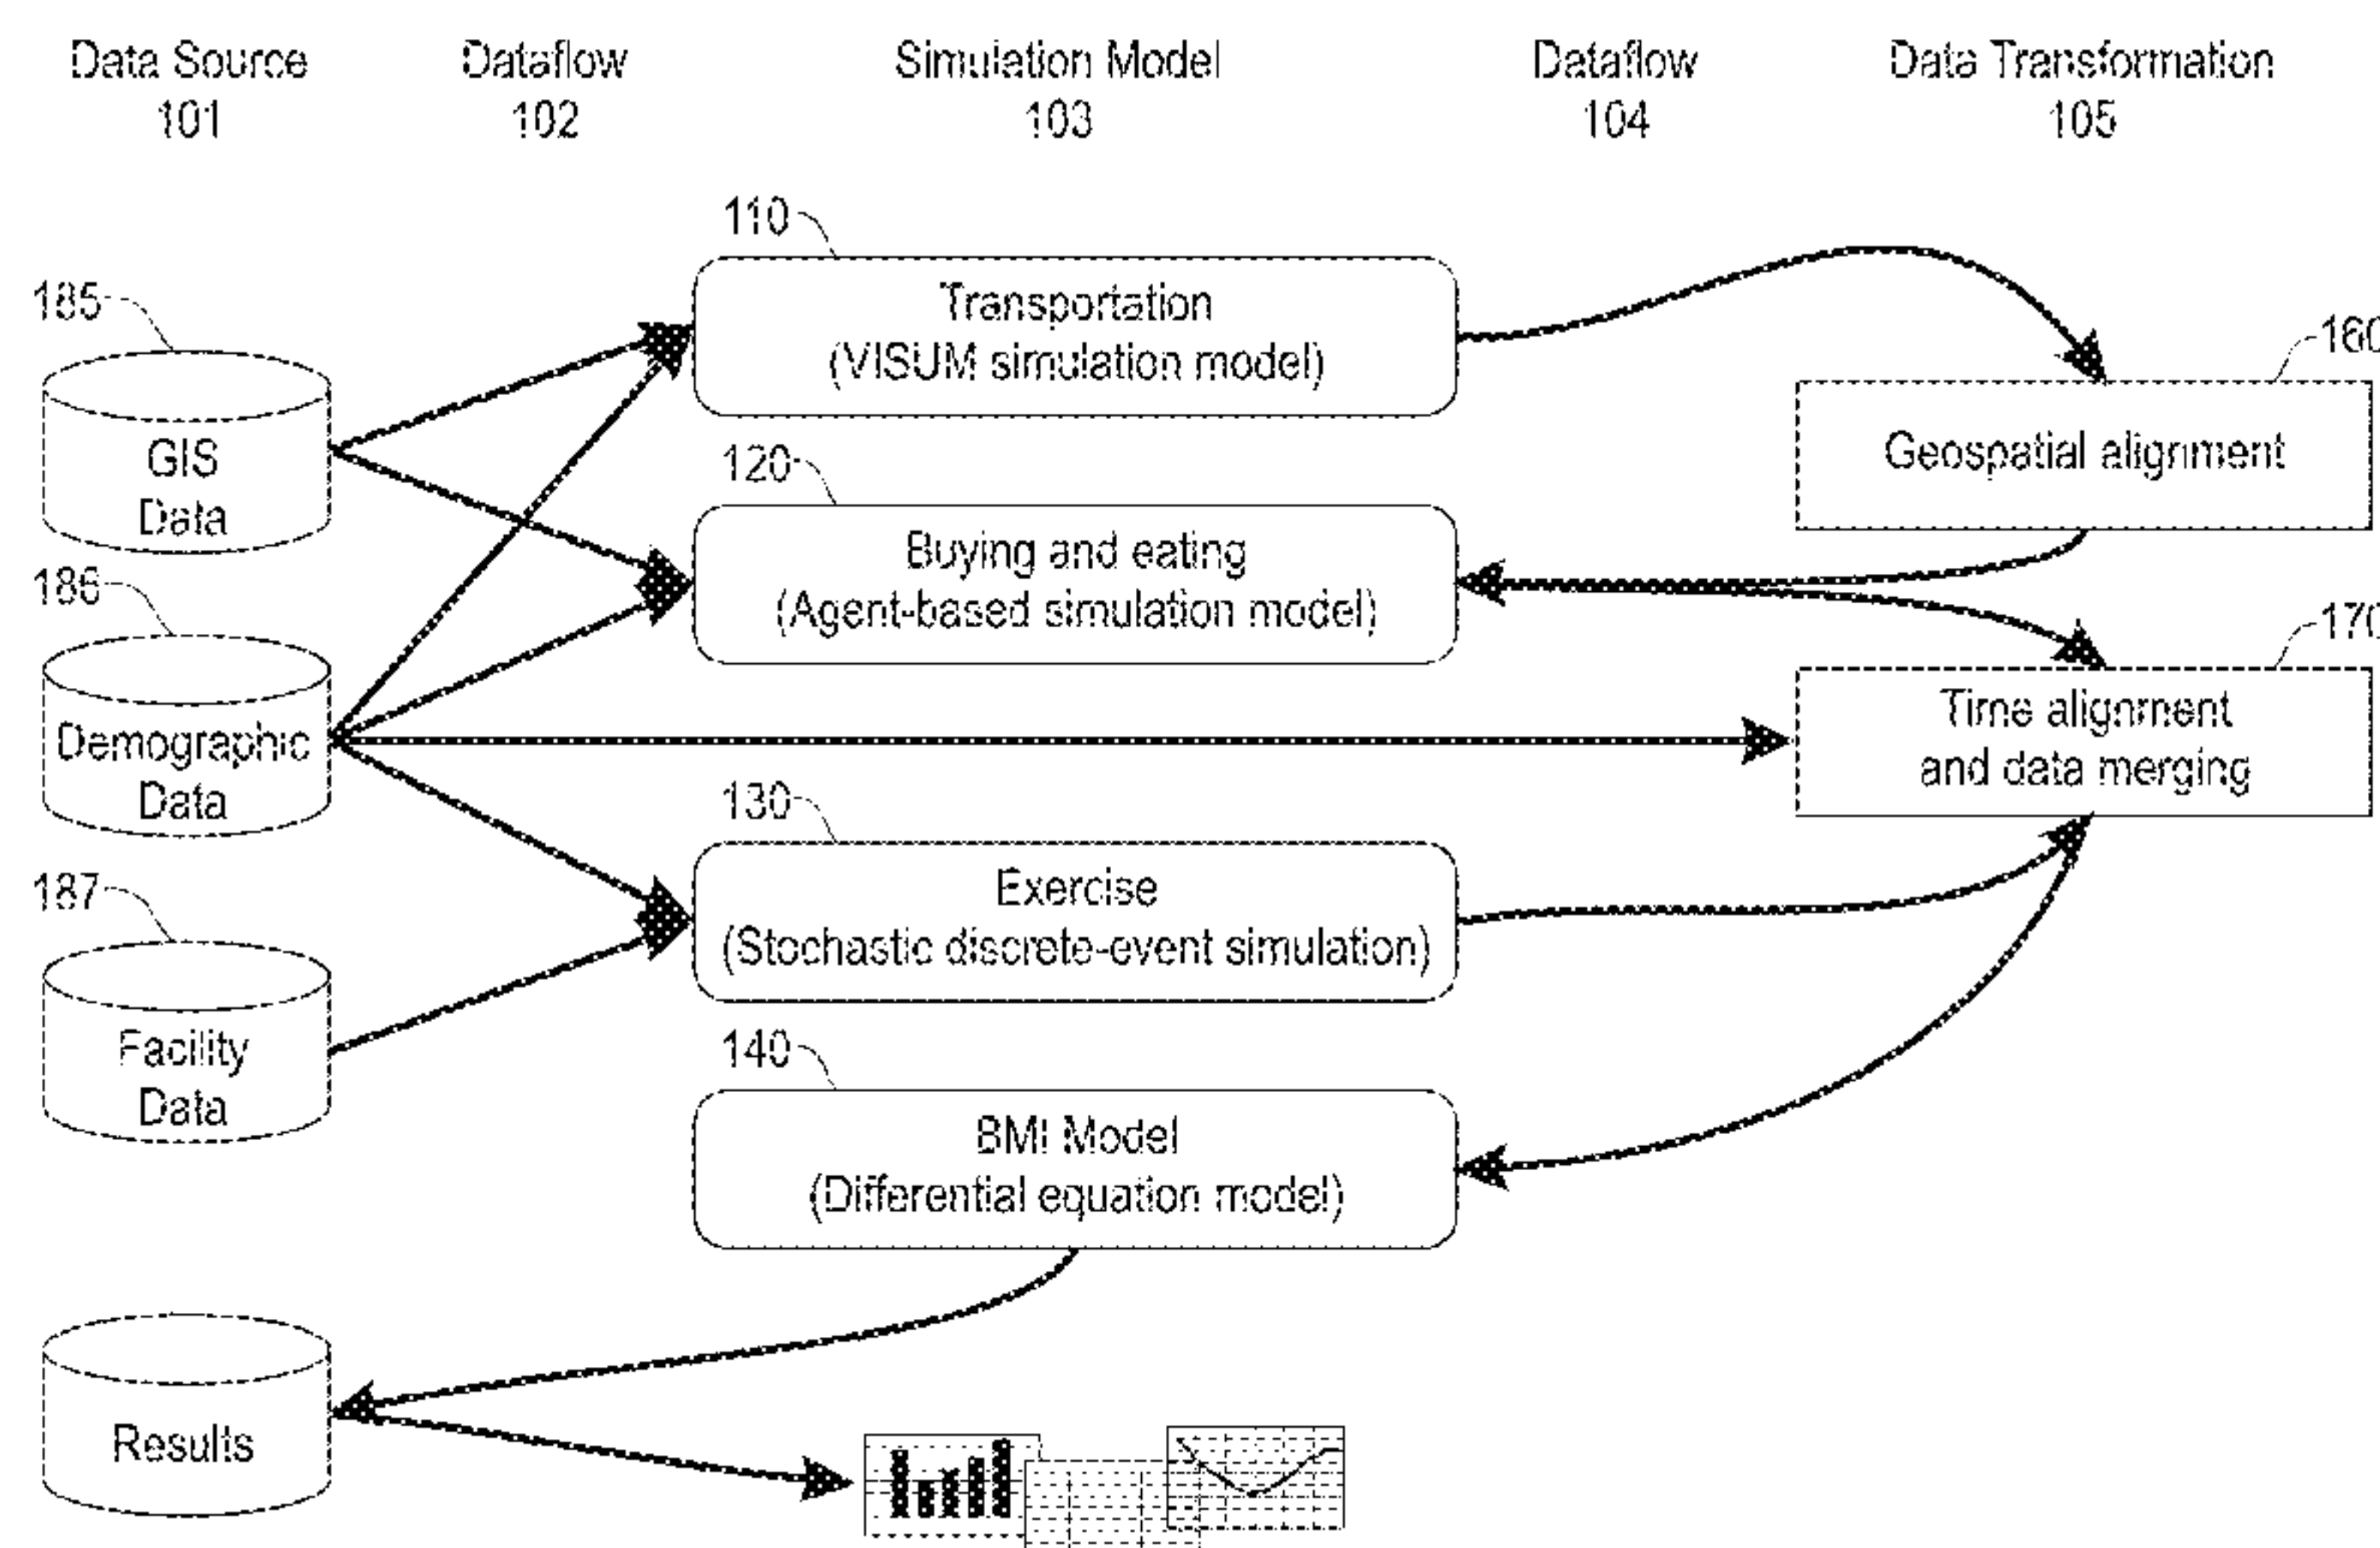 Data Source
101
Dataflow
102
Simulation Model
103
Dataflow
104
Data Transformation
105
110
Transportation
(VISUM simulation model)
185
GIS
Data
160
Geospatial alignment
120
Buying and eating
(Agent-based simulation model)
186
Demographic
Data
170
Time alignment
and data merging
130
Exercise
(Stochastic discrete-event simulation)
187
Facility
Data
140
BMI Model
(Differential equation model)
Results